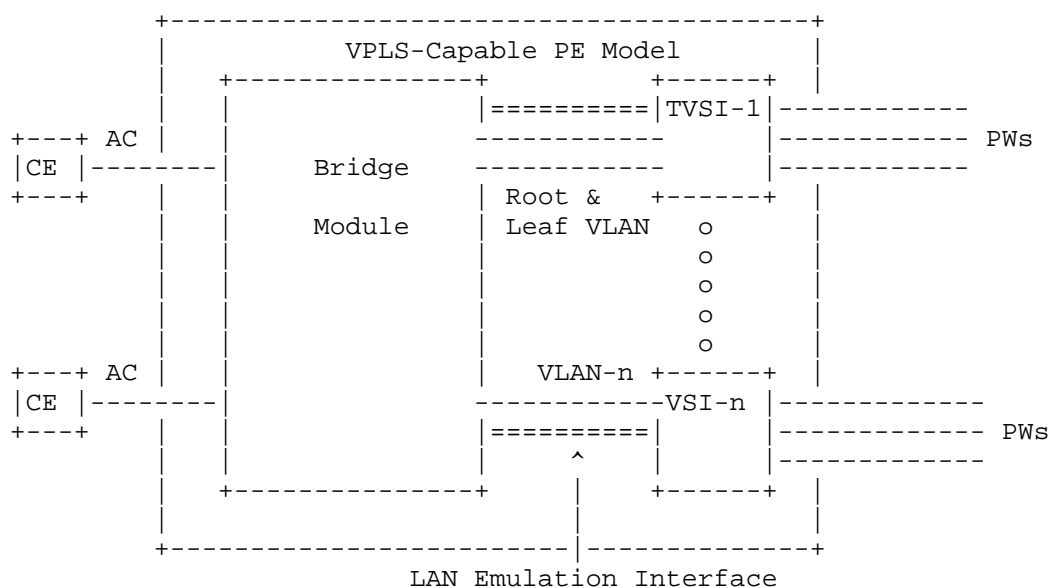 VPLS-Capable PE Model
TVSI-1
AC
PWs
CE
Bridge
Root &
Module
Leaf VLAN
o
o
o
o
o
AC
VLAN-n
CE
VSI-n
PWs
LAN Emulation Interface